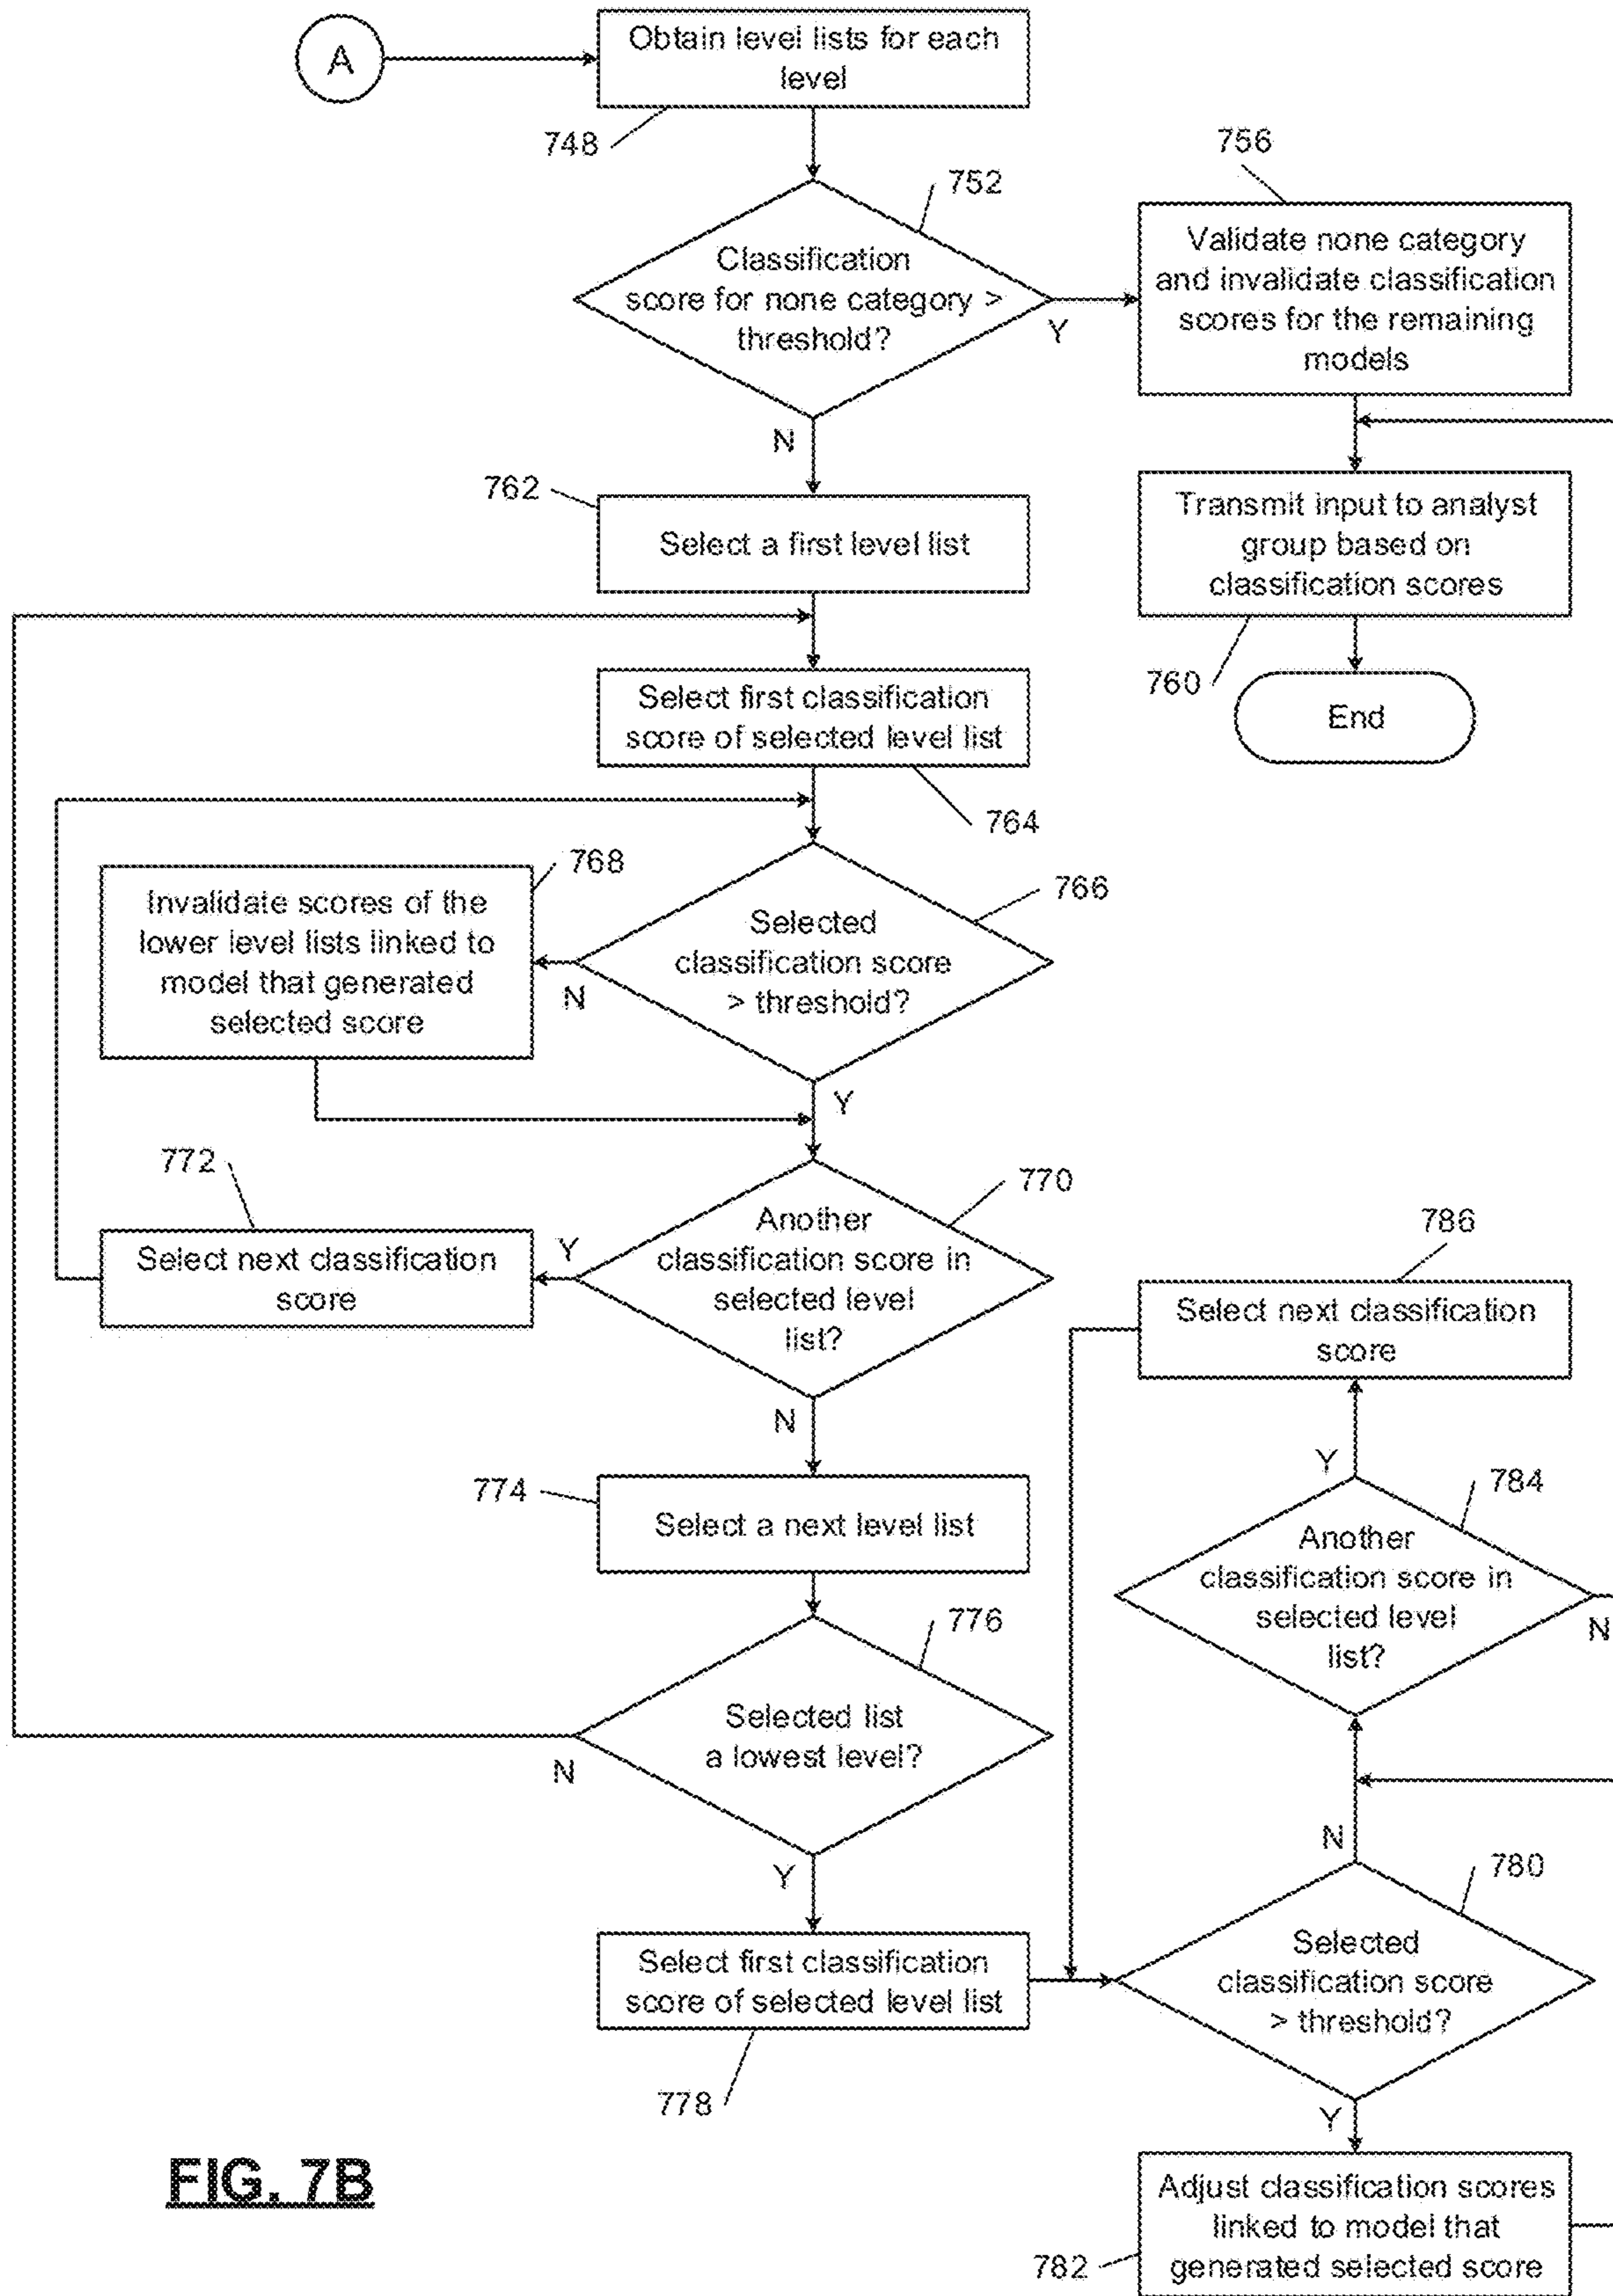 A
Obtain level lists for each
level
748
752
Classification
score for none category >
threshold?
Y
N
756
Validate none category
and invalidate classification
scores for the remaining
models
Transmit input to analyst
group based on
classification scores
760
End
762
Select a first level list
Select first classification
score of selected level list
764
766
Selected
classification score
> threshold?
N
Y
768
Invalidate scores of the
lower level lists linked to
model that generated
selected score
770
Another
classification score in
selected level
list?
Y
N
772
Select next classification
score
774
Select a next level list
776
Selected list
a lowest level?
N
Y
Select first classification
score of selected level list
778
786
Select next classification
score
Y
784
Another
classification score in
selected level
list?
N
N
780
Selected
classification score
> threshold?
Y
Adjust classification scores
linked to model that
generated selected score
782
FIG. 7B